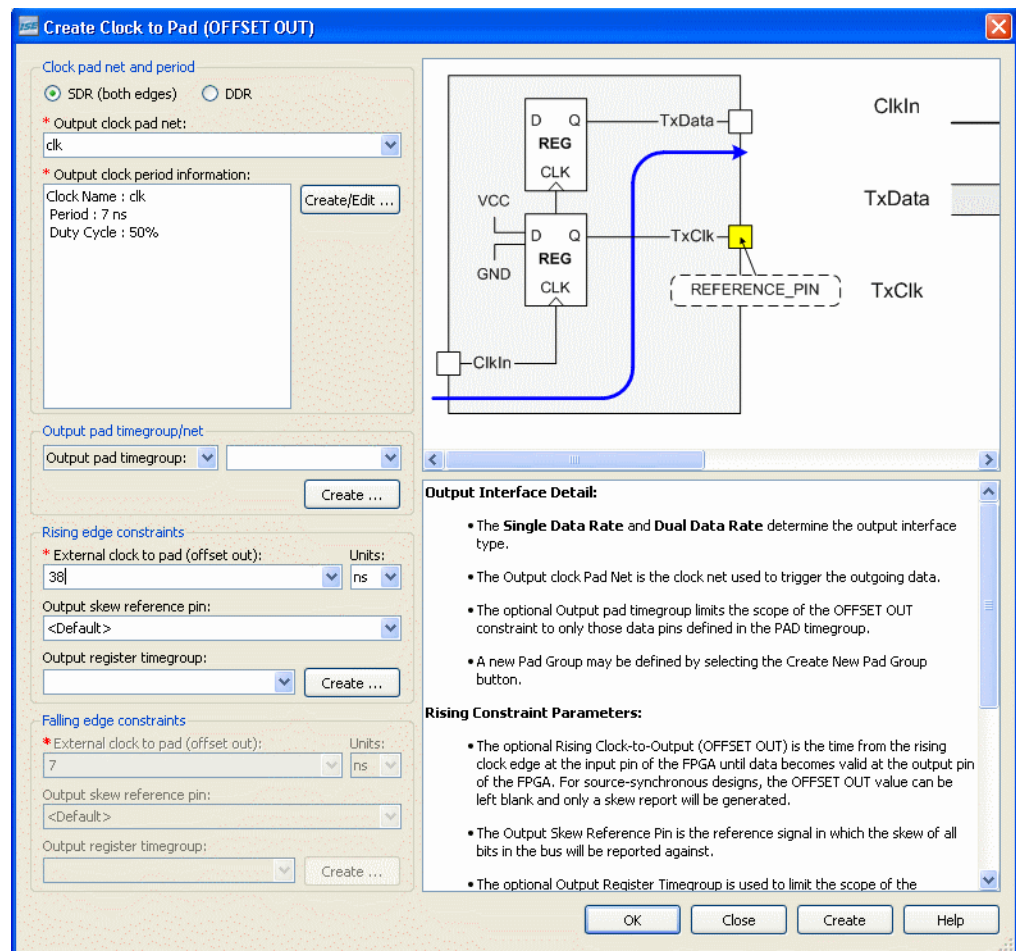 ISE Create Clock to Pad (OFFSET OUT)
Clock pad net and period
SDR (both edges) DDR
* Output clock pad net:
clk
* Output clock period information:
Clock Name : clk
Period : 7 ns
Duty Cycle : 50%
Create/Edit ...
Output pad timegroup/net
Output pad timegroup:
Create ...
Rising edge constraints
* External clock to pad (offset out): Units:
38 ns
Output skew reference pin:
<Default>
Output register timegroup:
Create ...
Falling edge constraints
* External clock to pad (offset out): Units:
7 ns
Output skew reference pin:
<Default>
Output register timegroup:
Create ...
D Q
REG
CLK
TxData
VCC
GND
D Q
REG
CLK
TxClk
REFERENCE_PIN
ClkIn
ClkIn
TxData
TxClk
Output Interface Detail:
• The Single Data Rate and Dual Data Rate determine the output interface
type.
• The Output clock Pad Net is the clock net used to trigger the outgoing data.
• The optional Output pad timegroup limits the scope of the OFFSET OUT
constraint to only those data pins defined in the PAD timegroup.
• A new Pad Group may be defined by selecting the Create New Pad Group
button.
Rising Constraint Parameters:
• The optional Rising Clock-to-Output (OFFSET OUT) is the time from the rising
clock edge at the input pin of the FPGA until data becomes valid at the output pin
of the FPGA. For source-synchronous designs, the OFFSET OUT value can be
left blank and only a skew report will be generated.
• The Output Skew Reference Pin is the reference signal in which the skew of all
bits in the bus will be reported against.
• The optional Output Register Timegroup is used to limit the scope of the
OK Close Create Help